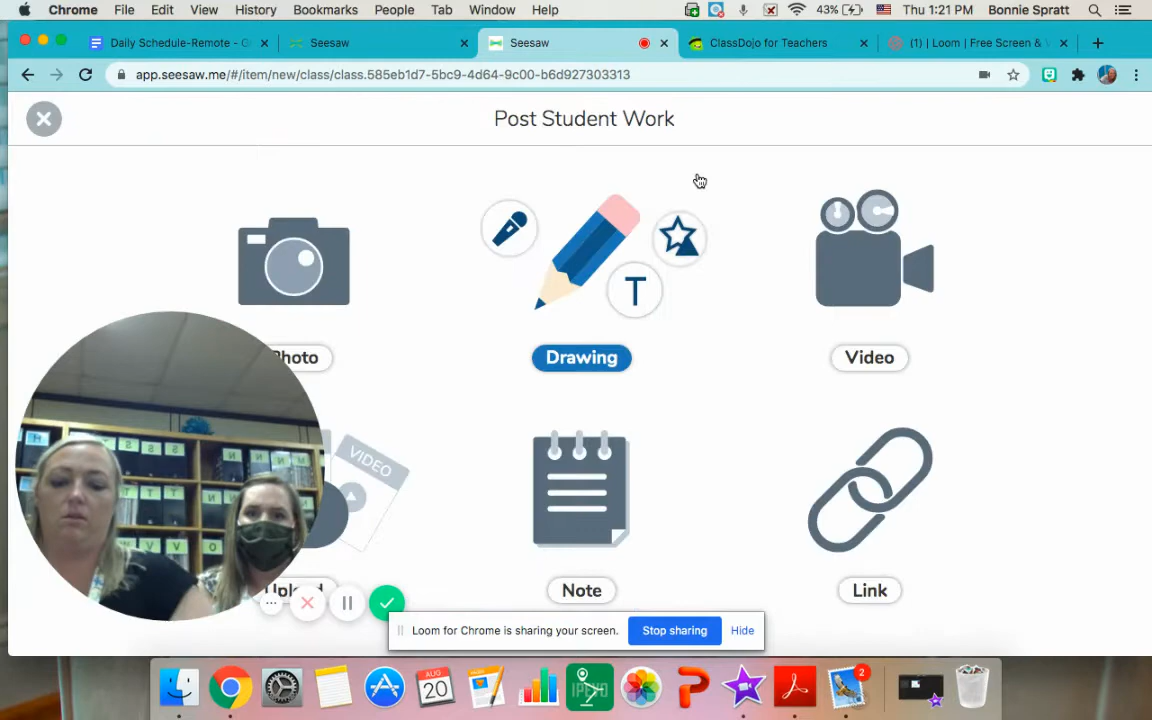 Chrome File Edit View History Bookmarks People Tab Window Help 43% Thu 1:21 PM Bonnie Spratt
Daily Schedule-Remote - G
Seesaw
Seesaw
ClassDojo for Teachers
(1) | Loom | Free Screen &
app.seesaw.me/#/item/new/class/class.585eb1d7-5bc9-4d64-9c00-b6d927303313
Post Student Work
T
Photo
Drawing
Video
VIDEO
Upload
Note
Link
Loom for Chrome is sharing your screen. Stop sharing Hide
AUG
20
2